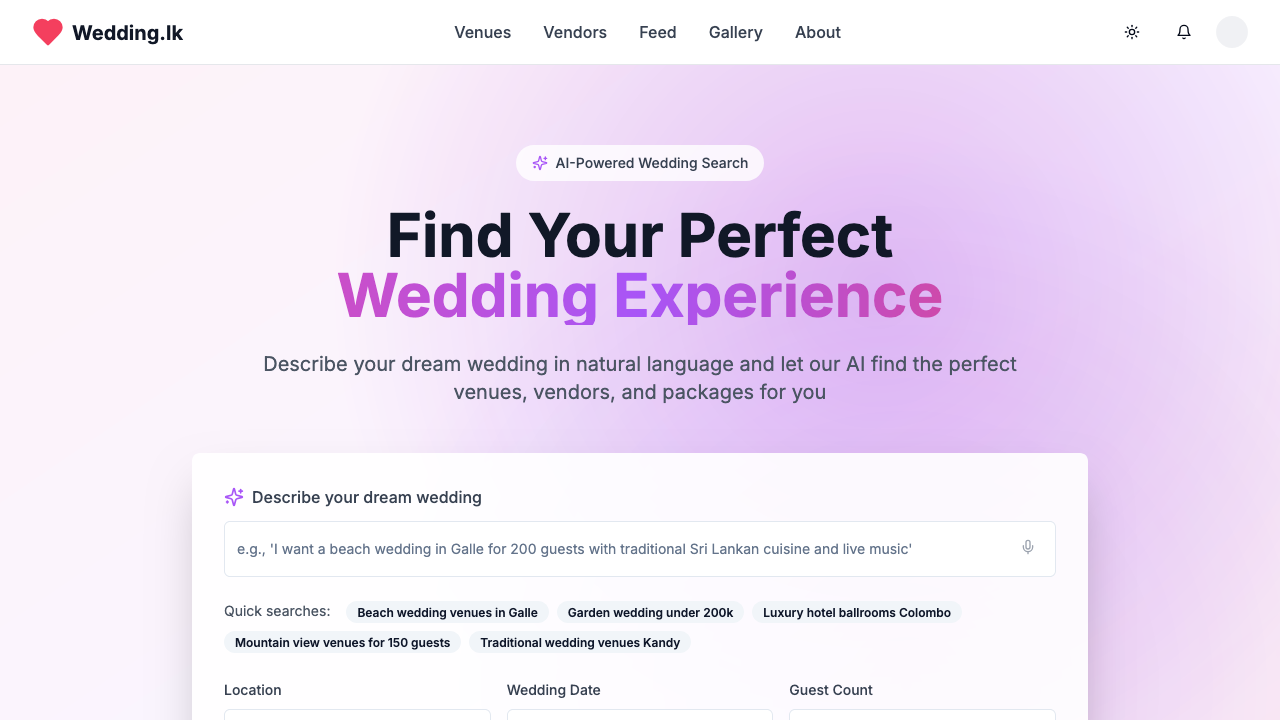 Wedding.lk
Venues Vendors Feed Gallery About
AI-Powered Wedding Search
Find Your Perfect
Wedding Experience
Describe your dream wedding in natural language and let our AI find the perfect
venues, vendors, and packages for you
Describe your dream wedding
e.g., 'I want a beach wedding in Galle for 200 guests with traditional Sri Lankan cuisine and live music'
Quick searches: Beach wedding venues in Galle Garden wedding under 200k Luxury hotel ballrooms Colombo
Mountain view venues for 150 guests Traditional wedding venues Kandy
Location Wedding Date Guest Count